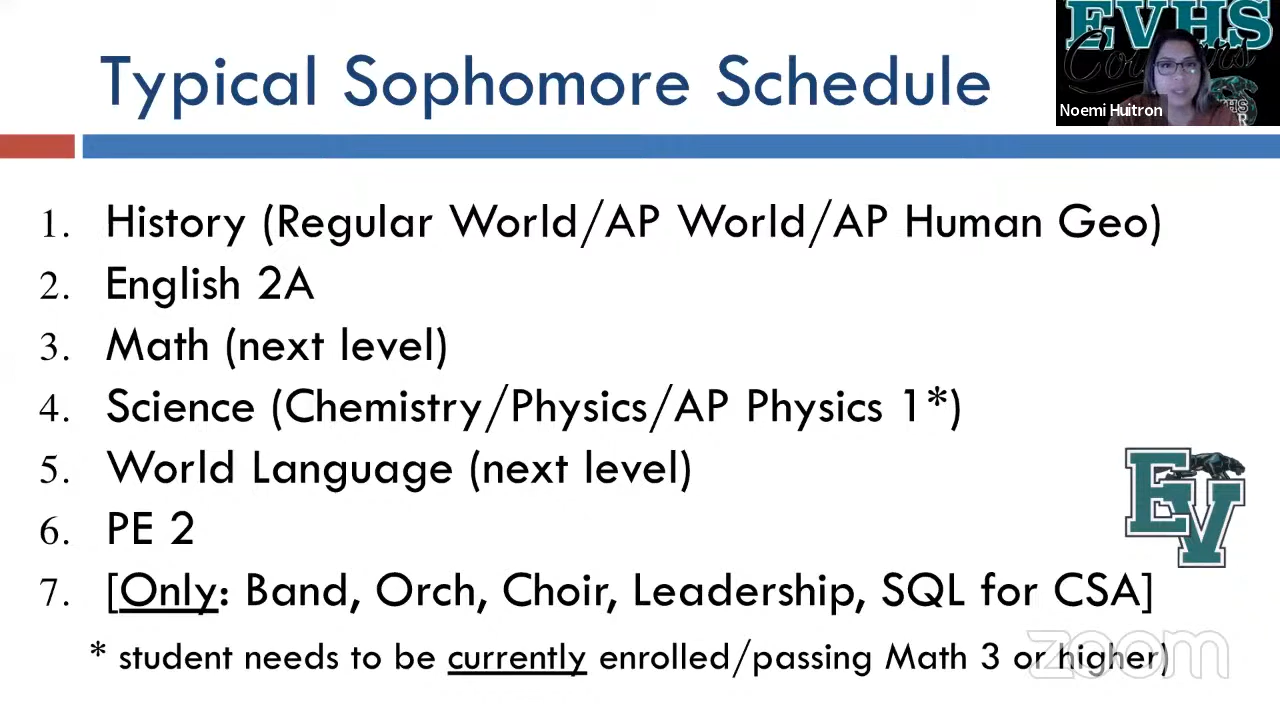 Typical Sophomore Schedule
EVHS
Noemi Huitron
1. History (Regular World/AP World/AP Human Geo)
2. English 2A
3. Math (next level)
4. Science (Chemistry/Physics/AP Physics 1*)
5. World Language (next level)
EV
6. PE 2
7. [Only: Band, Orch, Choir, Leadership, SQL for CSA]
* student needs to be currently enrolled/passing Math 3 or higher)
zoom